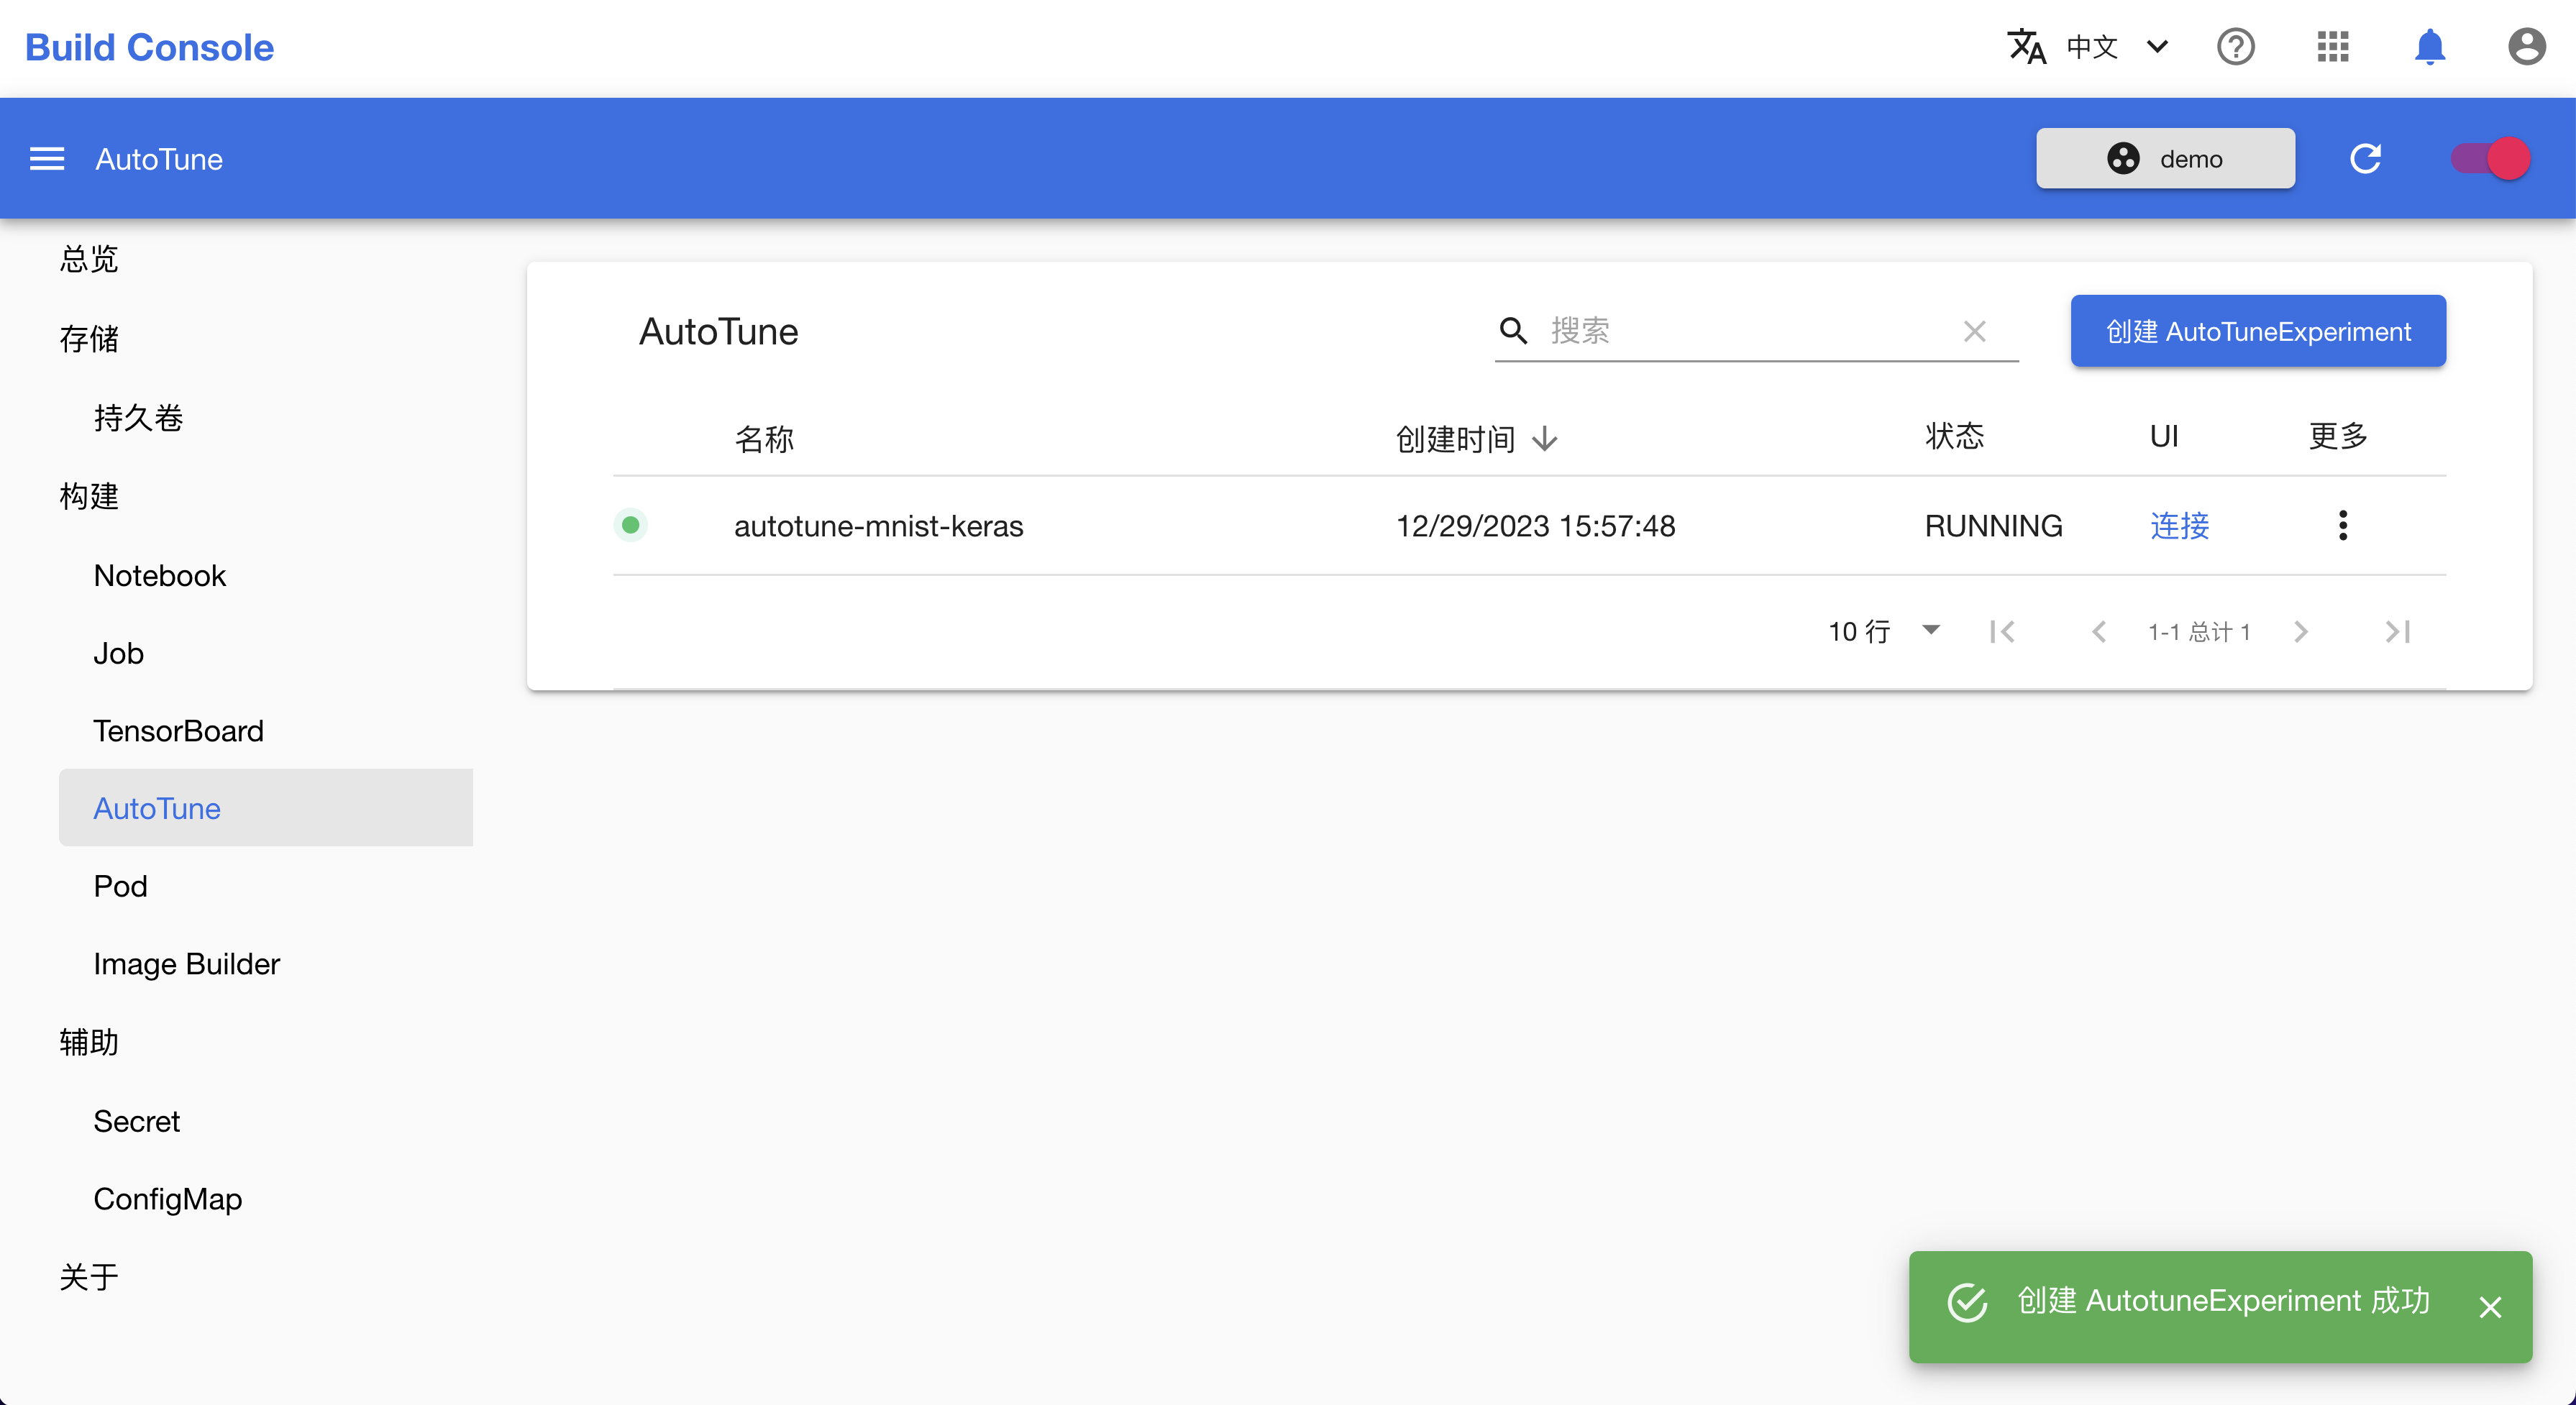 Build Console
中文
AutoTune
demo
总览
存储
持久卷
构建
Notebook
Job
TensorBoard
AutoTune
Pod
Image Builder
辅助
Secret
ConfigMap
关于
AutoTune
搜索
创建 AutoTuneExperiment
名称 创建时间 状态 UI 更多
autotune-mnist-keras 12/29/2023 15:57:48 RUNNING 连接
10 行 1-1 总计 1
创建 AutotuneExperiment 成功